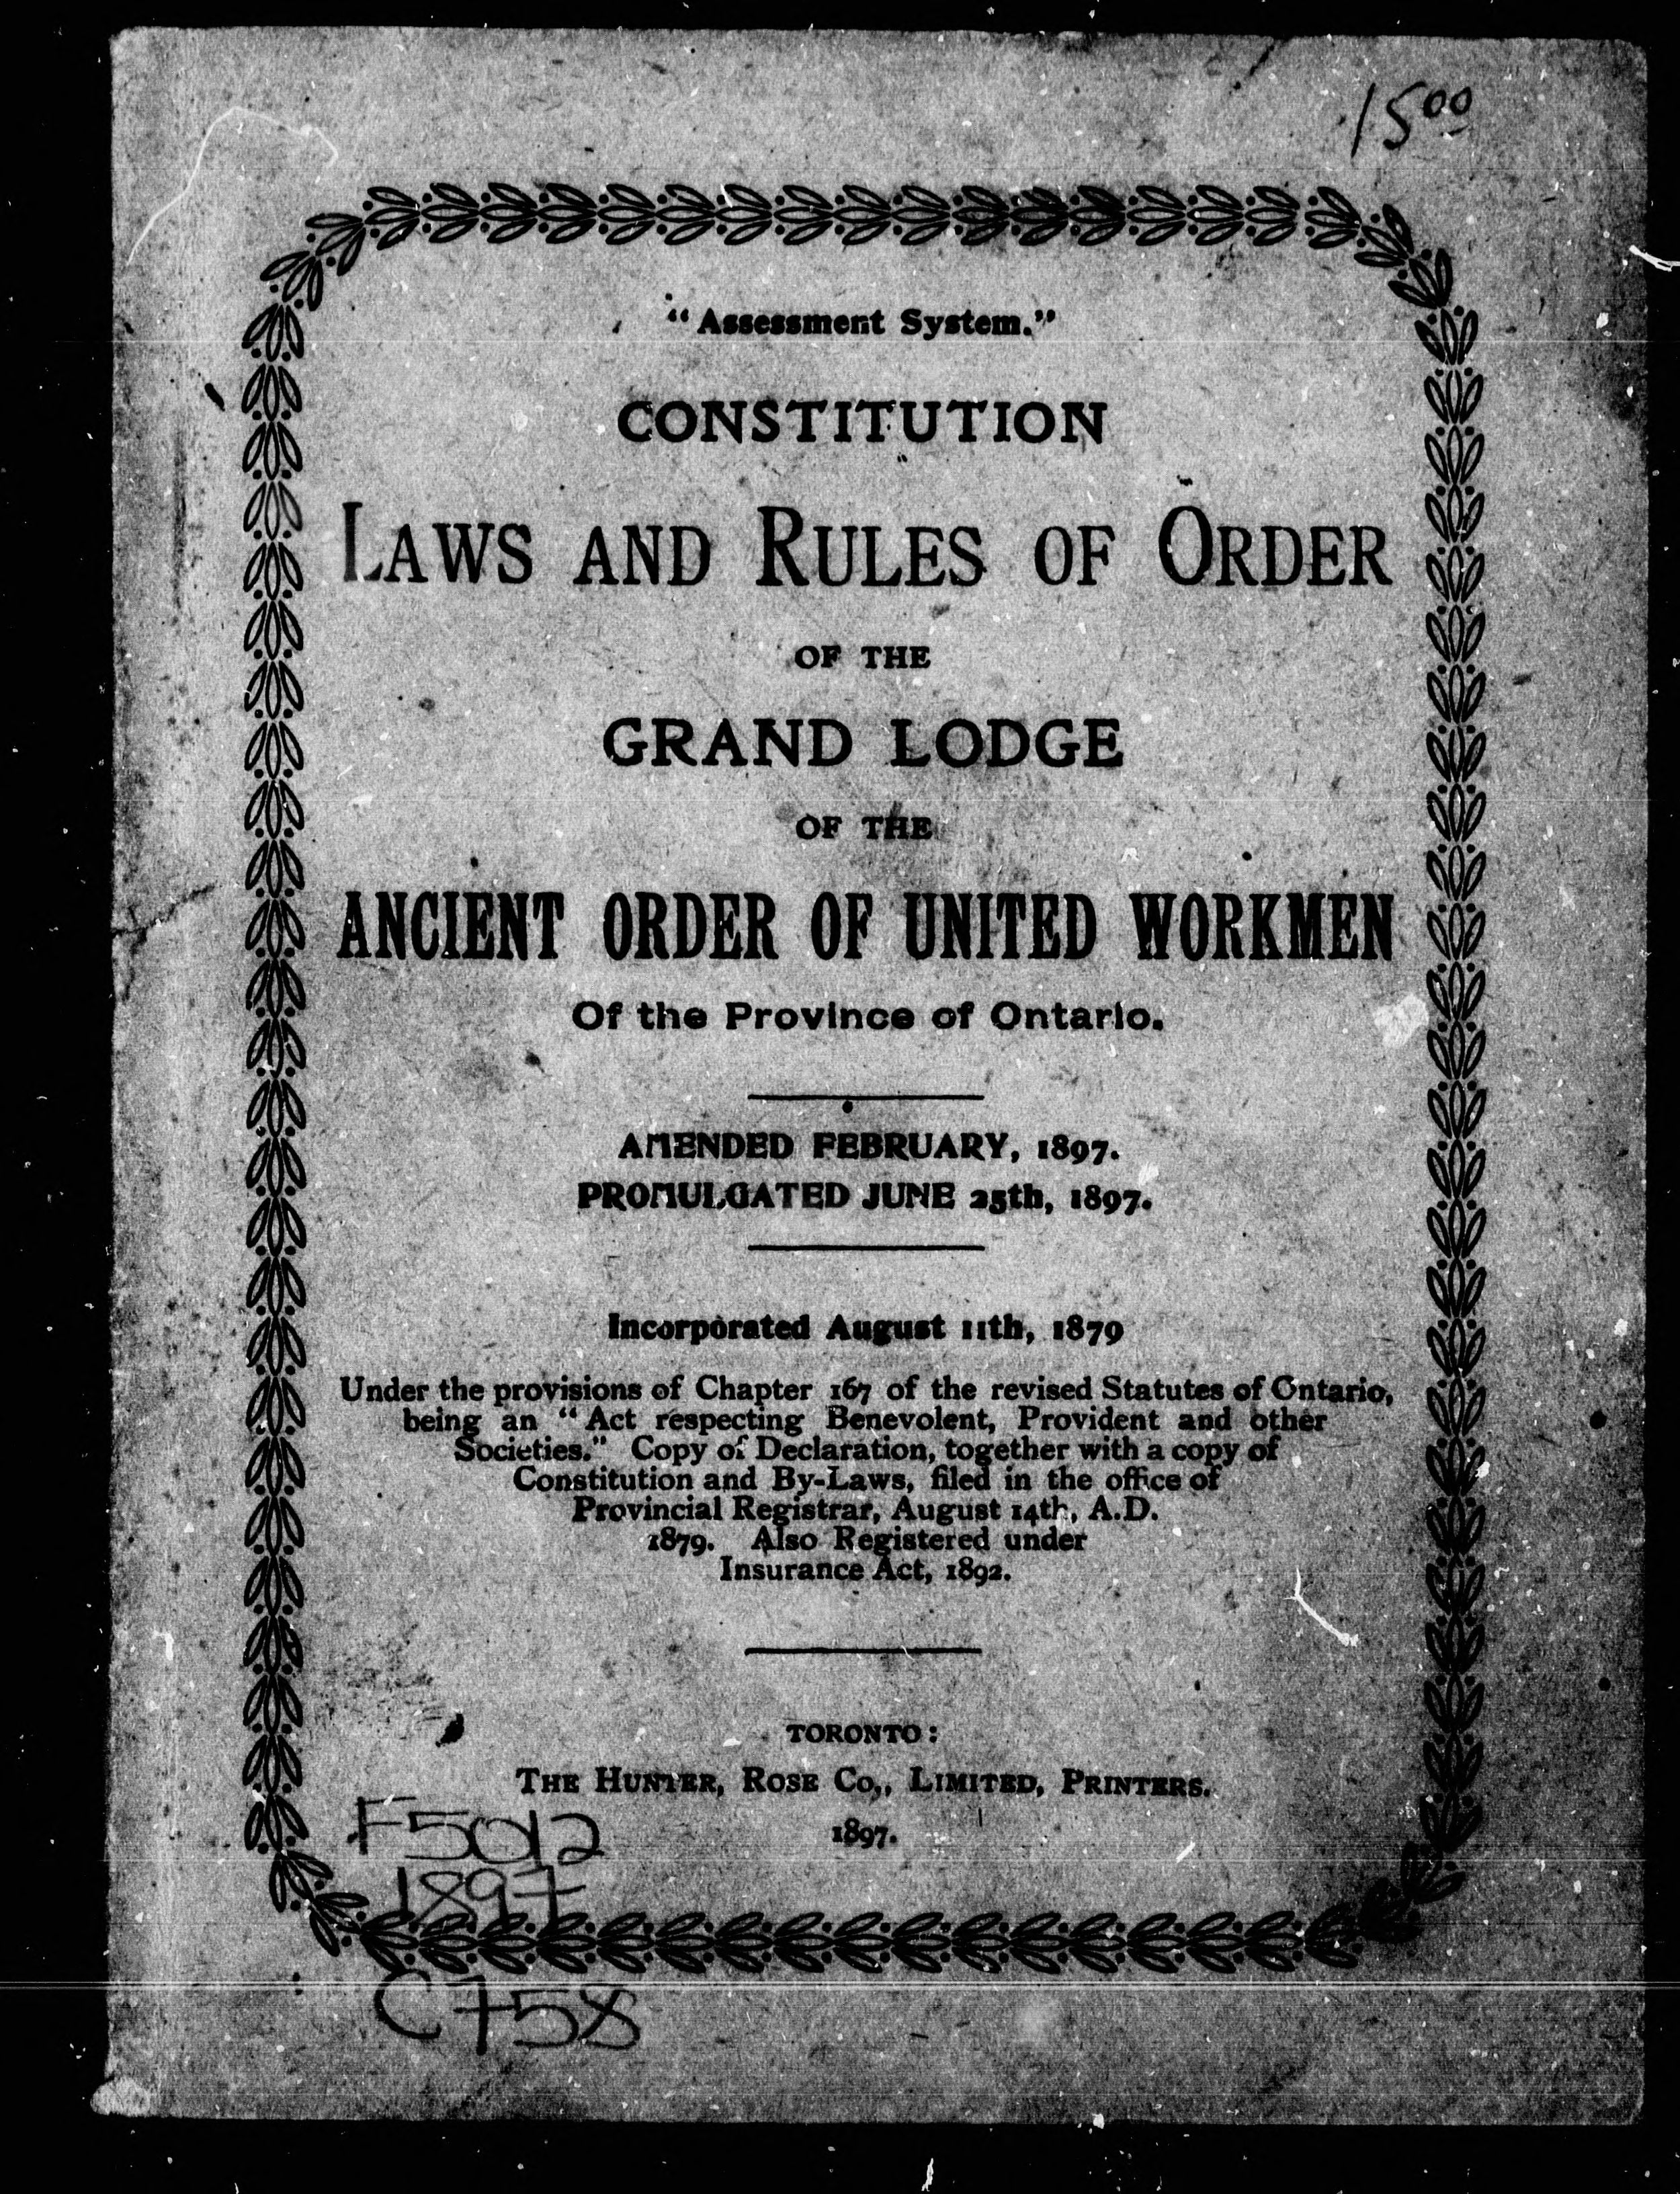 15 00
"Assessment System."
CONSTITUTION
LAWS AND RULES OF ORDER
OF THE
GRAND LODGE
OF THE
ANCIENT ORDER OF UNITED WORKMEN
Of the Province of Ontario.
AMENDED FEBRUARY, 1897.
PROMULGATED JUNE 25th, 1897.
Incorporated August 11th, 1879
Under the provisions of Chapter 167 of the revised Statutes of Ontario,
being an "Act respecting Benevolent, Provident and other
Societies." Copy of Declaration, together with a copy of
Constitution and By-Laws, filed in the office of
Provincial Registrar, August 14th, A.D.
1879. Also Registered under
Insurance Act, 1892.
TORONTO:
THE HUNTER, ROSE CO., LIMITED, PRINTERS.
1897.
F5012
1897
C758